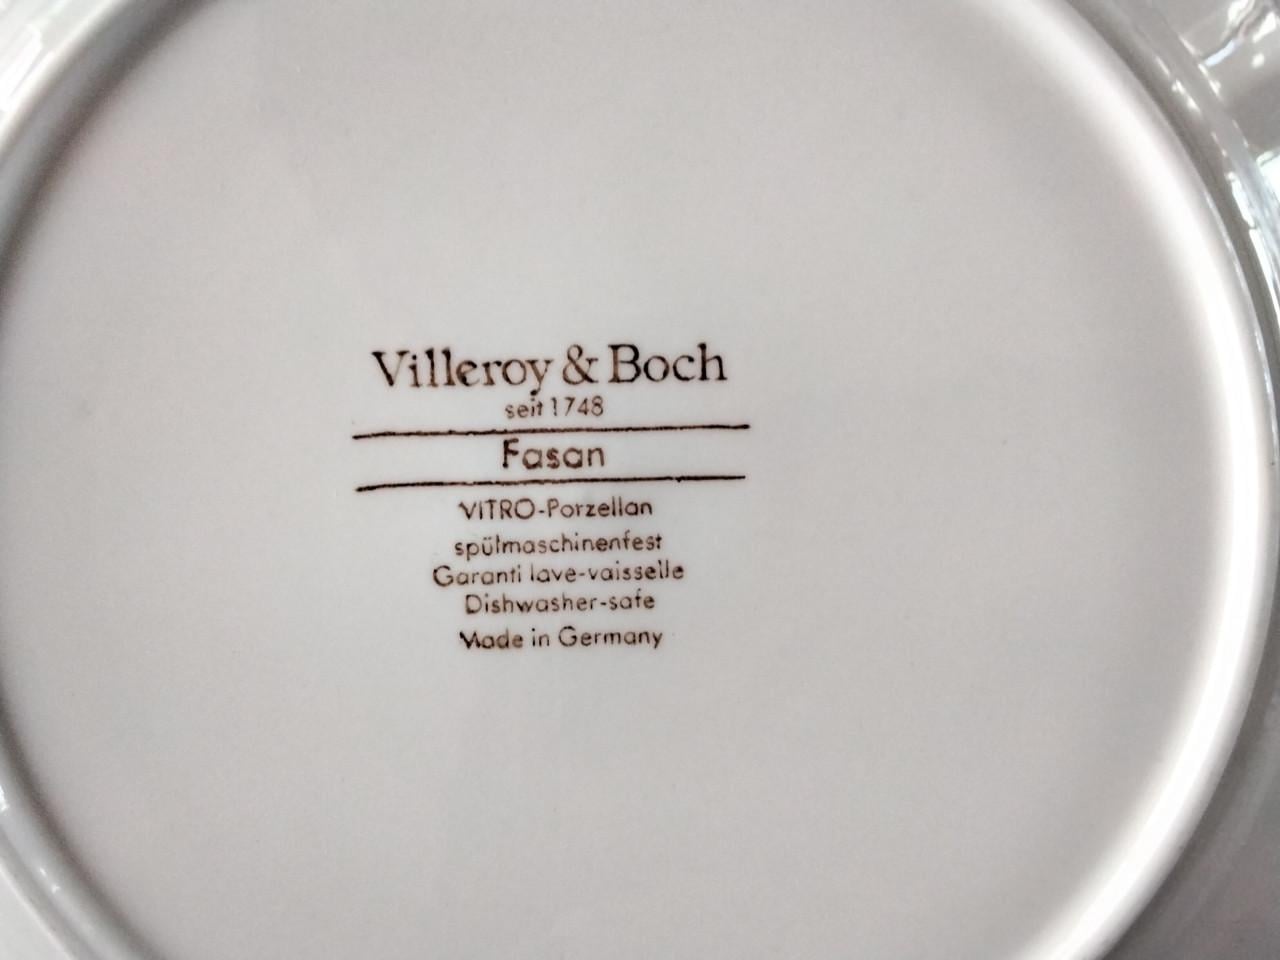 Villeroy & Boch
seit 1748
Fasan
VITRO-Porzellan
spülmaschinenfest
Garanti lave-vaisselle
Dishwasher-safe
Made in Germany